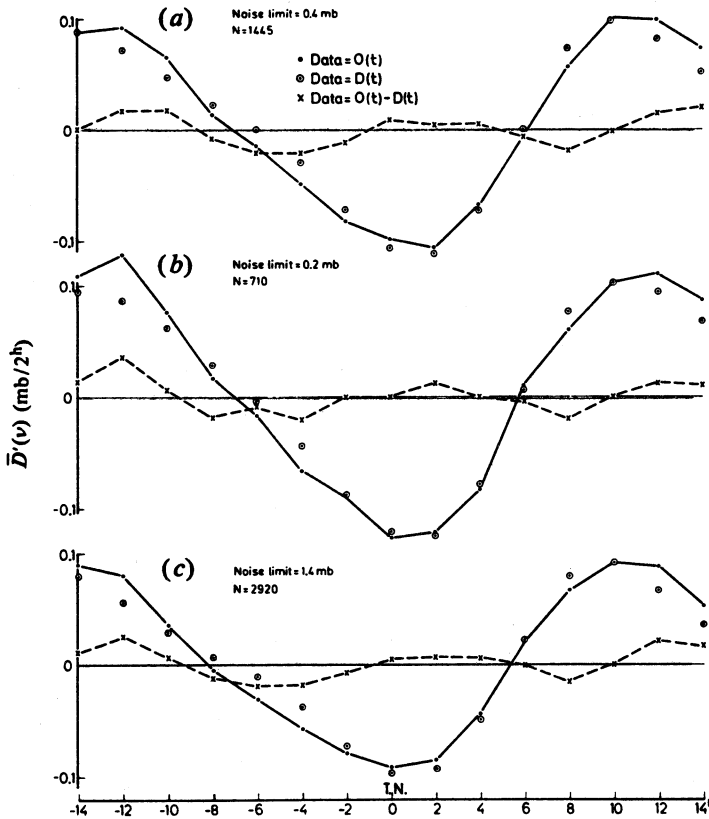 (a)
Noise limit = 0.4 mb
N=1445
• Data = O(t)
⊙ Data = D(t)
x Data = O(t) - D(t)
0.1
0
-0.1
(b)
Noise limit = 0.2 mb
N=710
0.1
0
-0.1
D̅'(ν) (mb/2ʰ)
(c)
Noise limit = 1.4 mb
N=2920
0.1
0
-0.1
L.N.
-14 -12 -10 -8 -6 -4 -2 0 2 4 6 8 10 12 14